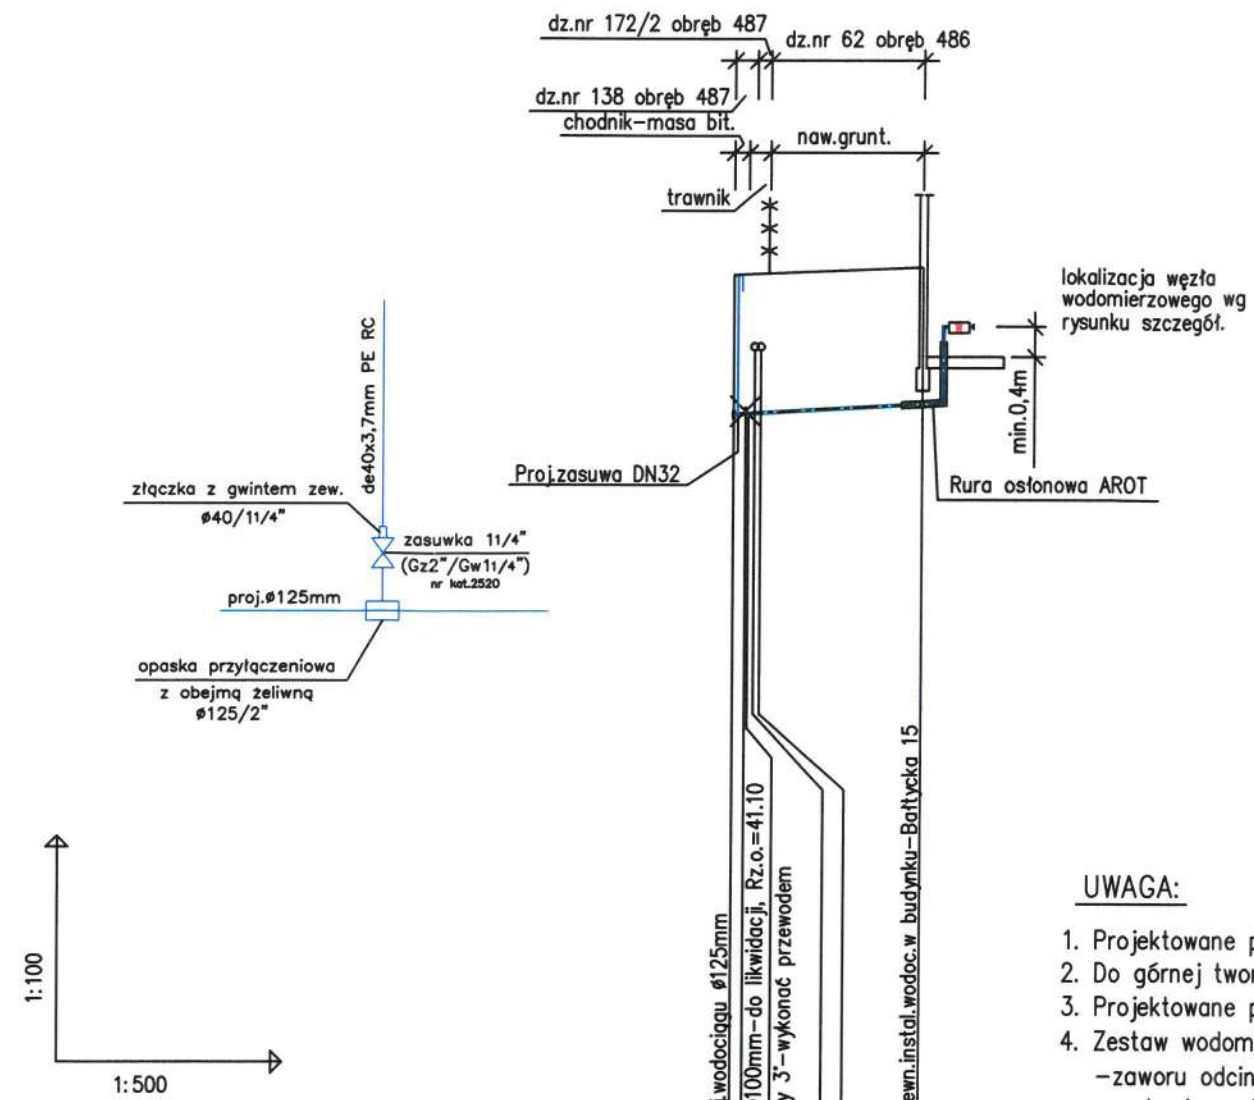 dz.nr 172/2 obręb 487
dz.nr 62 obręb 486
dz.nr 138 obręb 487
chodnik-masa bit.
naw.grunt.
trawnik
lokalizacja węzła
wodomierzowego wg
rysunku szczegół.
min.0,4m
Proj.zasuwa DN32
Rura osłonowa AROT
de40x3,7mm PE RC
złączka z gwintem zew.
ø40/11/4"
zasuwka 11/4"
(Gz2"/Gw11/4")
nr kat.2520
proj.ø125mm
opaska przyłączeniowa
z obejmą żeliwną
ø125/2"
1:100
1:500
.wodociągu ø125mm
100mm-do likwidacji, Rz.o.=41.10
y 3"-wykonać przewodem
ewn.instal.wodoc.w budynku-Bałtycka 15
UWAGA:
1. Projektowane p
2. Do górnej twor
3. Projektowane p
4. Zestaw wodom
-zaworu odcin